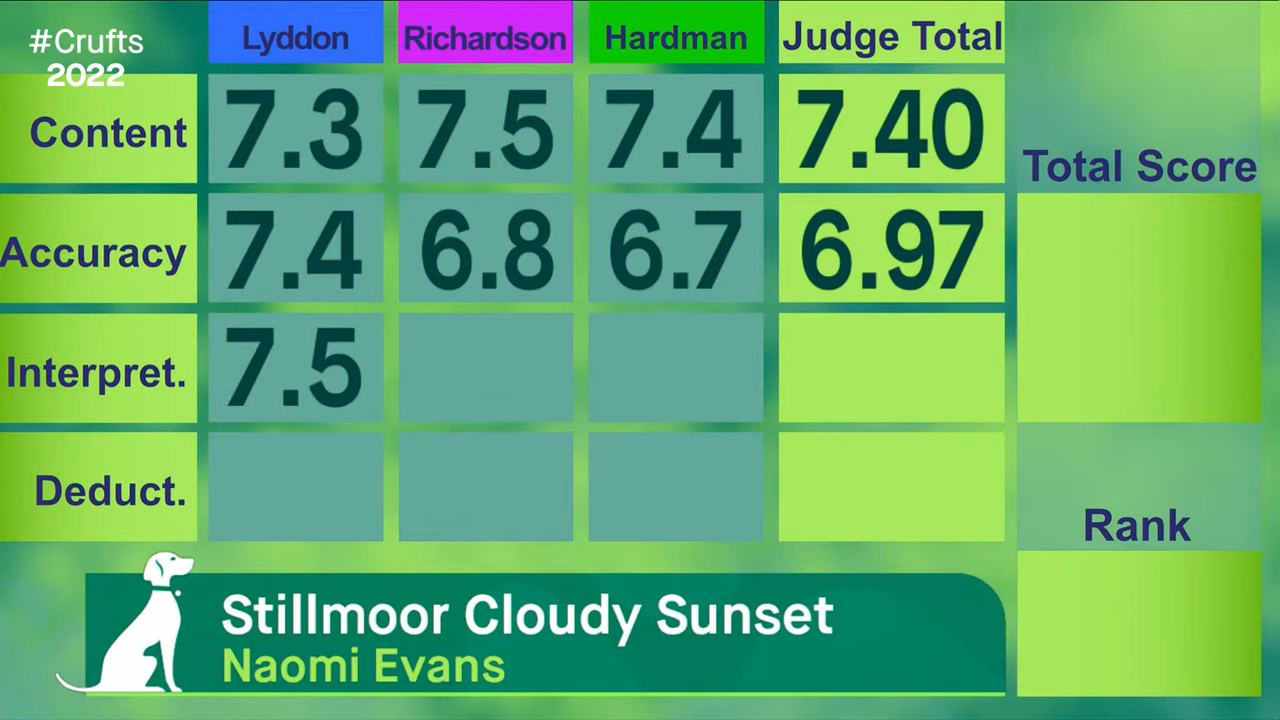 #Crufts
2022
Lyddon Richardson Hardman Judge Total
Content 7.3 7.5 7.4 7.40
Total Score
Accuracy 7.4 6.8 6.7 6.97
Interpret. 7.5
Deduct.
Rank
Stillmoor Cloudy Sunset
Naomi Evans